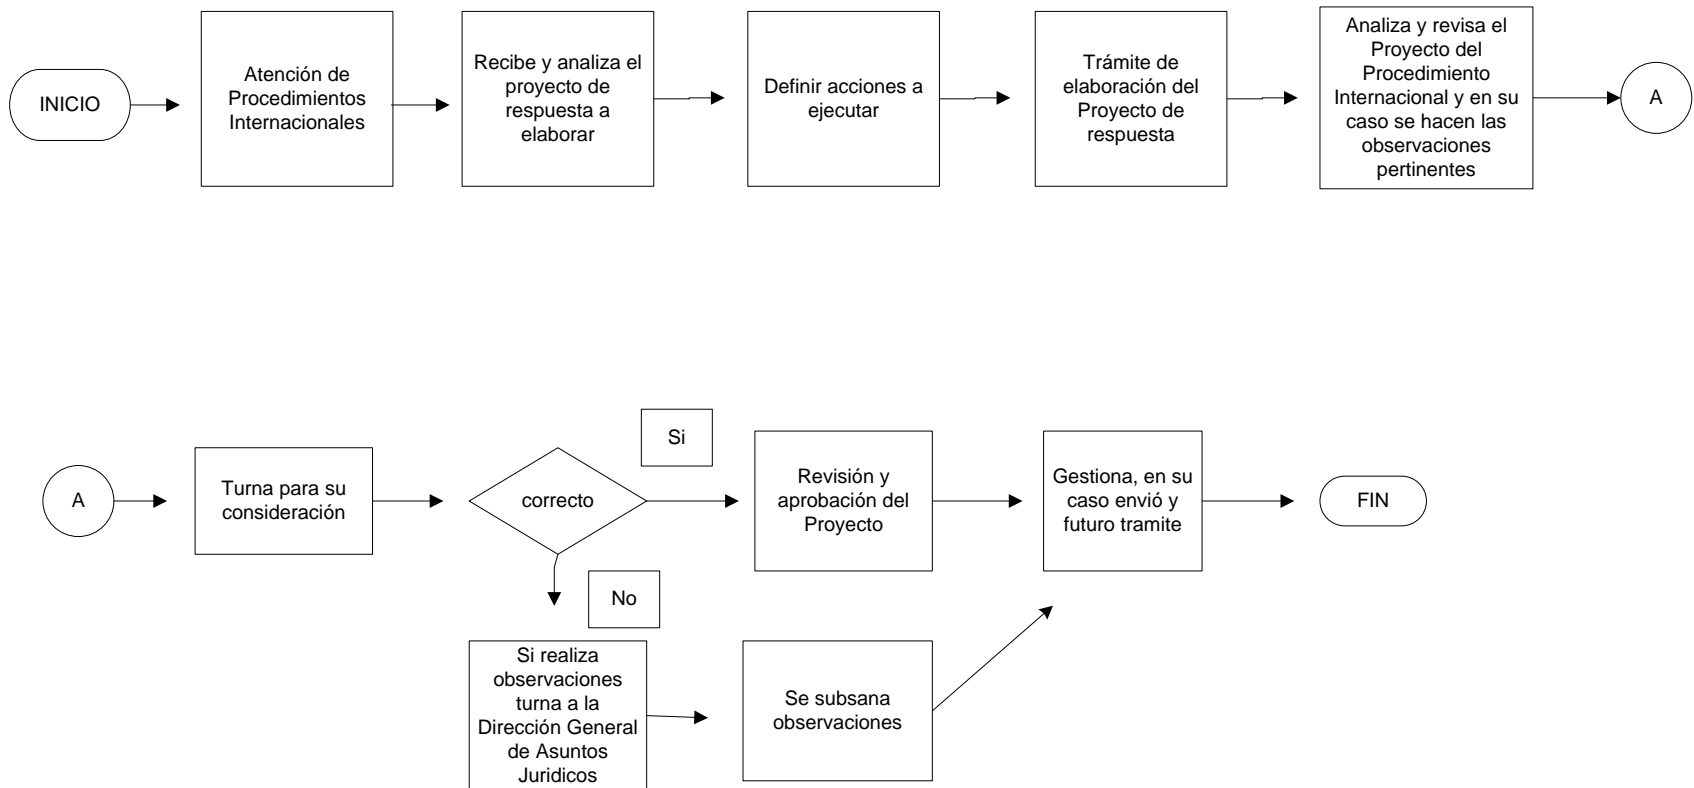 INICIO
Atención de
Procedimientos
Internacionales
Recibe y analiza el
proyecto de
respuesta a
elaborar
Definir acciones a
ejecutar
Trámite de
elaboración del
Proyecto de
respuesta
Analiza y revisa el
Proyecto del
Procedimiento
Internacional y en su
caso se hacen las
observaciones
pertinentes
A
A
Turna para su
consideración
correcto
Si
Revisión y
aprobación del
Proyecto
Gestiona, en su
caso envió y
futuro tramite
FIN
No
Si realiza
observaciones
turna a la
Dirección General
de Asuntos
Juridicos
Se subsana
observaciones